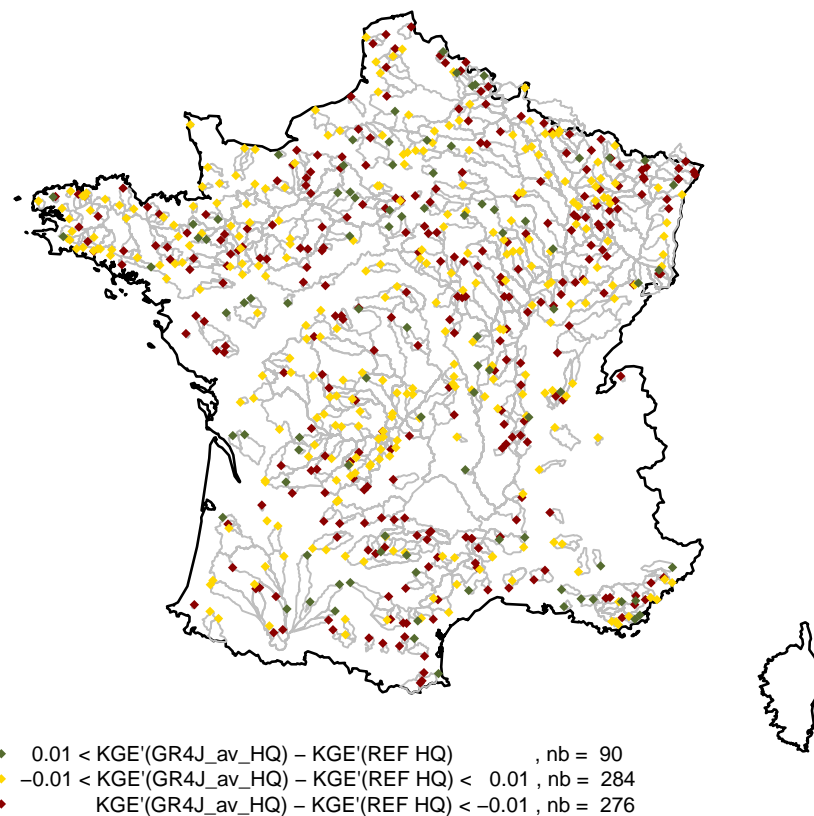 0.01 < KGE'(GR4J_av_HQ) − KGE'(REF HQ) , nb = 90
−0.01 < KGE'(GR4J_av_HQ) − KGE'(REF HQ) < 0.01 , nb = 284
KGE'(GR4J_av_HQ) − KGE'(REF HQ) < −0.01 , nb = 276